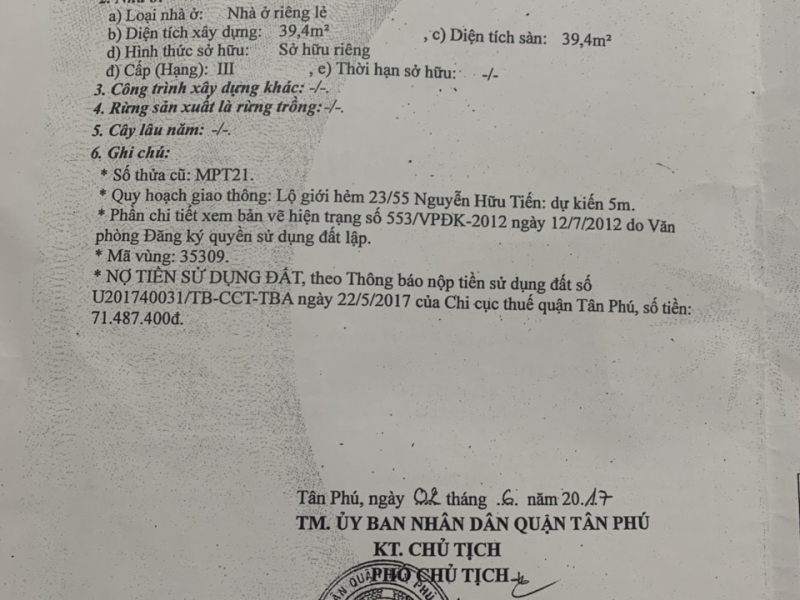 a) Loại nhà ở: Nhà ở riêng lẻ
b) Diện tích xây dựng: 39,4m² , c) Diện tích sàn: 39,4m²
d) Hình thức sở hữu: Sở hữu riêng
đ) Cấp (Hạng): III , e) Thời hạn sở hữu: -/-
3. Công trình xây dựng khác: -/-.
4. Rừng sản xuất là rừng trồng:-/-.
5. Cây lâu năm: -/-.
6. Ghi chú:
* Số thửa cũ: MPT21.
* Quy hoạch giao thông: Lộ giới hẻm 23/55 Nguyễn Hữu Tiến: dự kiến 5m.
* Phần chi tiết xem bản vẽ hiện trạng số 553/VPĐK-2012 ngày 12/7/2012 do Văn
phòng Đăng ký quyền sử dụng đất lập.
* Mã vùng: 35309.
* NỢ TIỀN SỬ DỤNG ĐẤT, theo Thông báo nộp tiền sử dụng đất số
U201740031/TB-CCT-TBA ngày 22/5/2017 của Chi cục thuế quận Tân Phú, số tiền:
71.487.400đ.
Tân Phú, ngày 02 tháng .6. năm 20.17
TM. ỦY BAN NHÂN DÂN QUẬN TÂN PHÚ
KT. CHỦ TỊCH
PHÓ CHỦ TỊCH